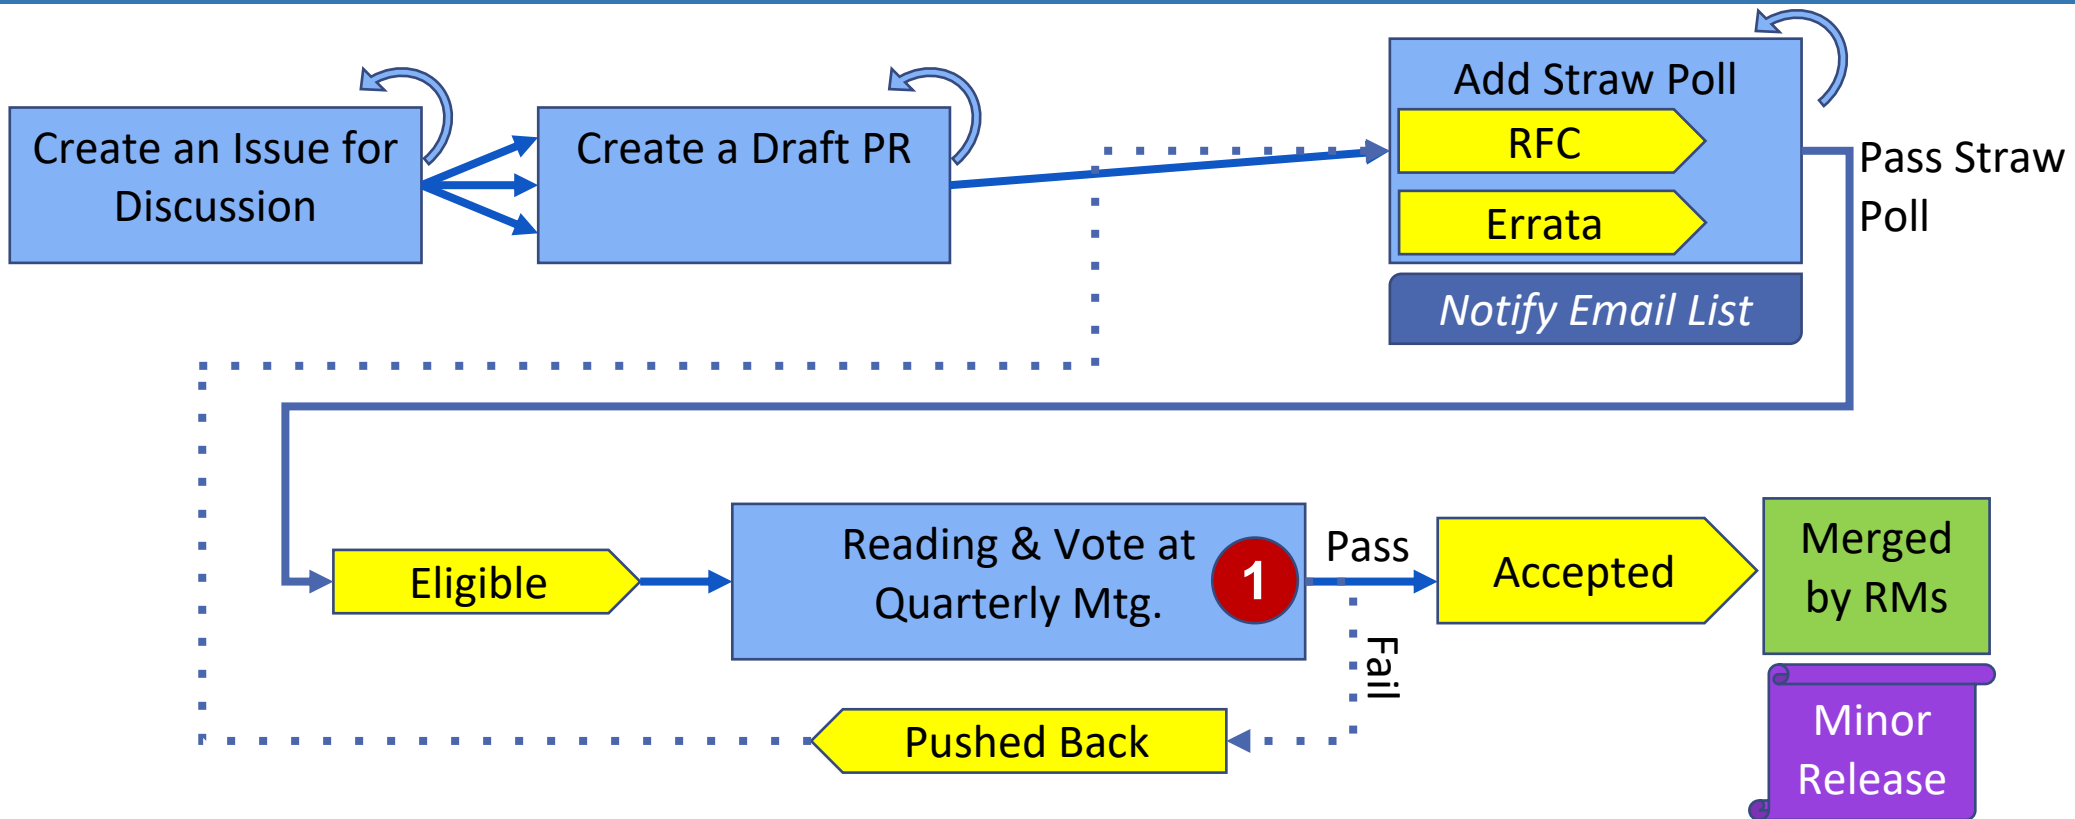 Create an Issue for
Discussion
Create a Draft PR
Add Straw Poll
RFC
Errata
Notify Email List
Pass Straw
Poll
Eligible
Reading & Vote at
Quarterly Mtg.
1
Pass
Fail
Accepted
Merged
by RMs
Pushed Back
Minor
Release